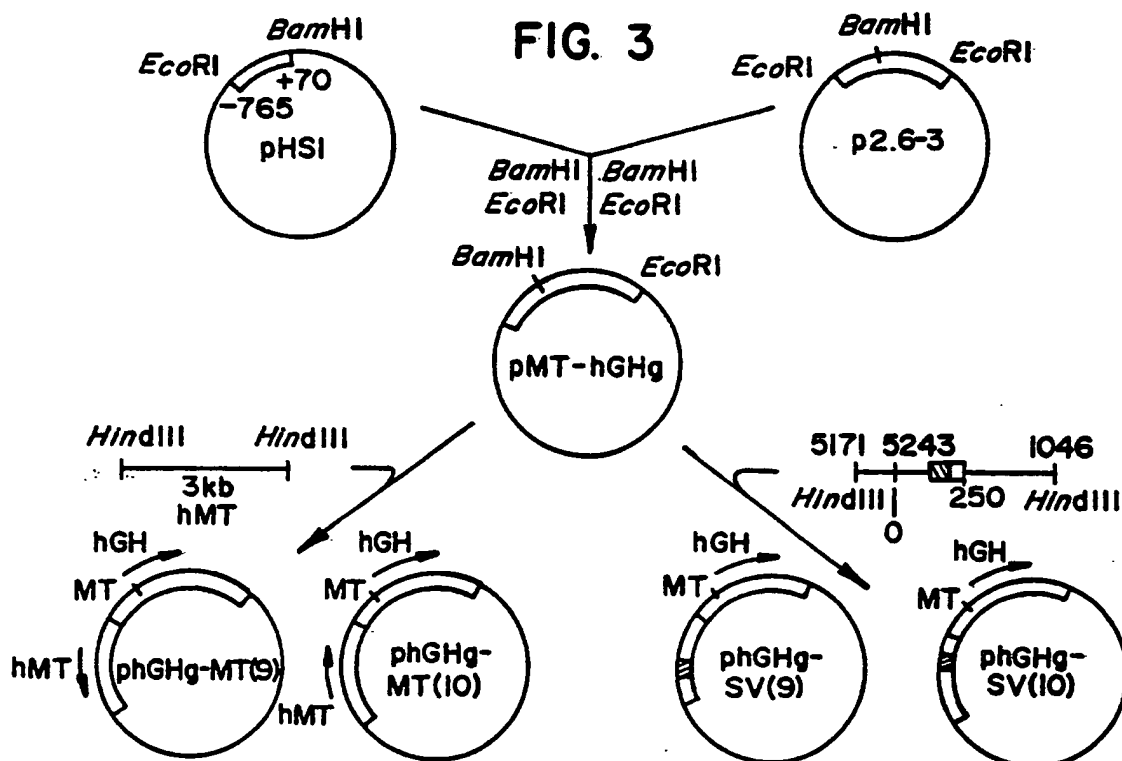 FIG. 3
BamHI
EcoRI
+70
-765
pHSI
BamHI
EcoRI
EcoRI
p2.6-3
BamHI BamHI
EcoRI EcoRI
BamHI
EcoRI
pMT-hGHg
HindIII HindIII
3kb
hMT
5171 5243 1046
HindIII 250 HindIII
0
hGH
MT
hMT
phGHg-MT(9)
hGH
MT
hMT
phGHg-
MT(10)
hGH
MT
phGHg-
SV(9)
hGH
MT
phGHg-
SV(10)